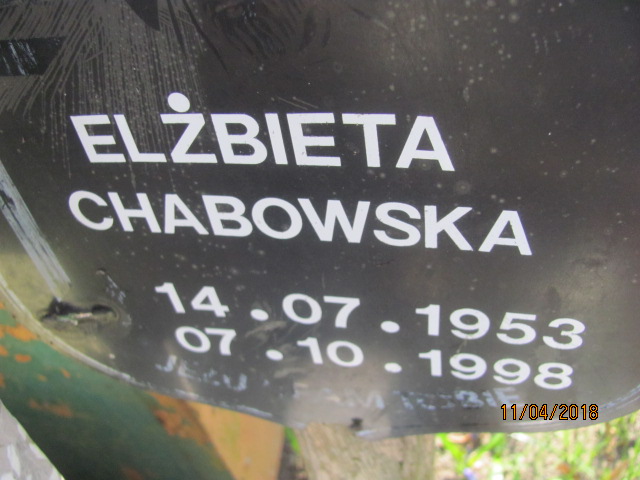 ELŻBIETA
CHABOWSKA
14.07.1953
07.10.1998
11/04/2018